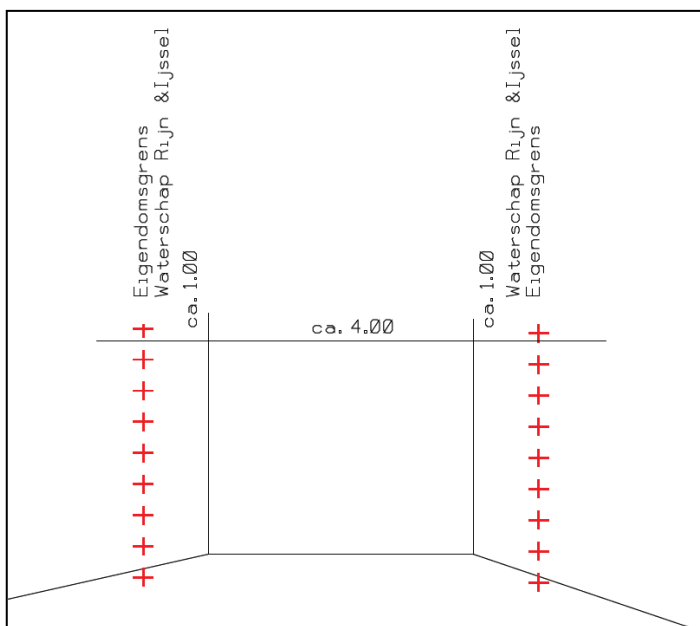 Eigendomsgrens
Waterschap Rijn &Ijssel
ca. 1.00
ca. 4.00
ca. 1.00
Waterschap Rijn &Ijssel
Eigendomsgrens